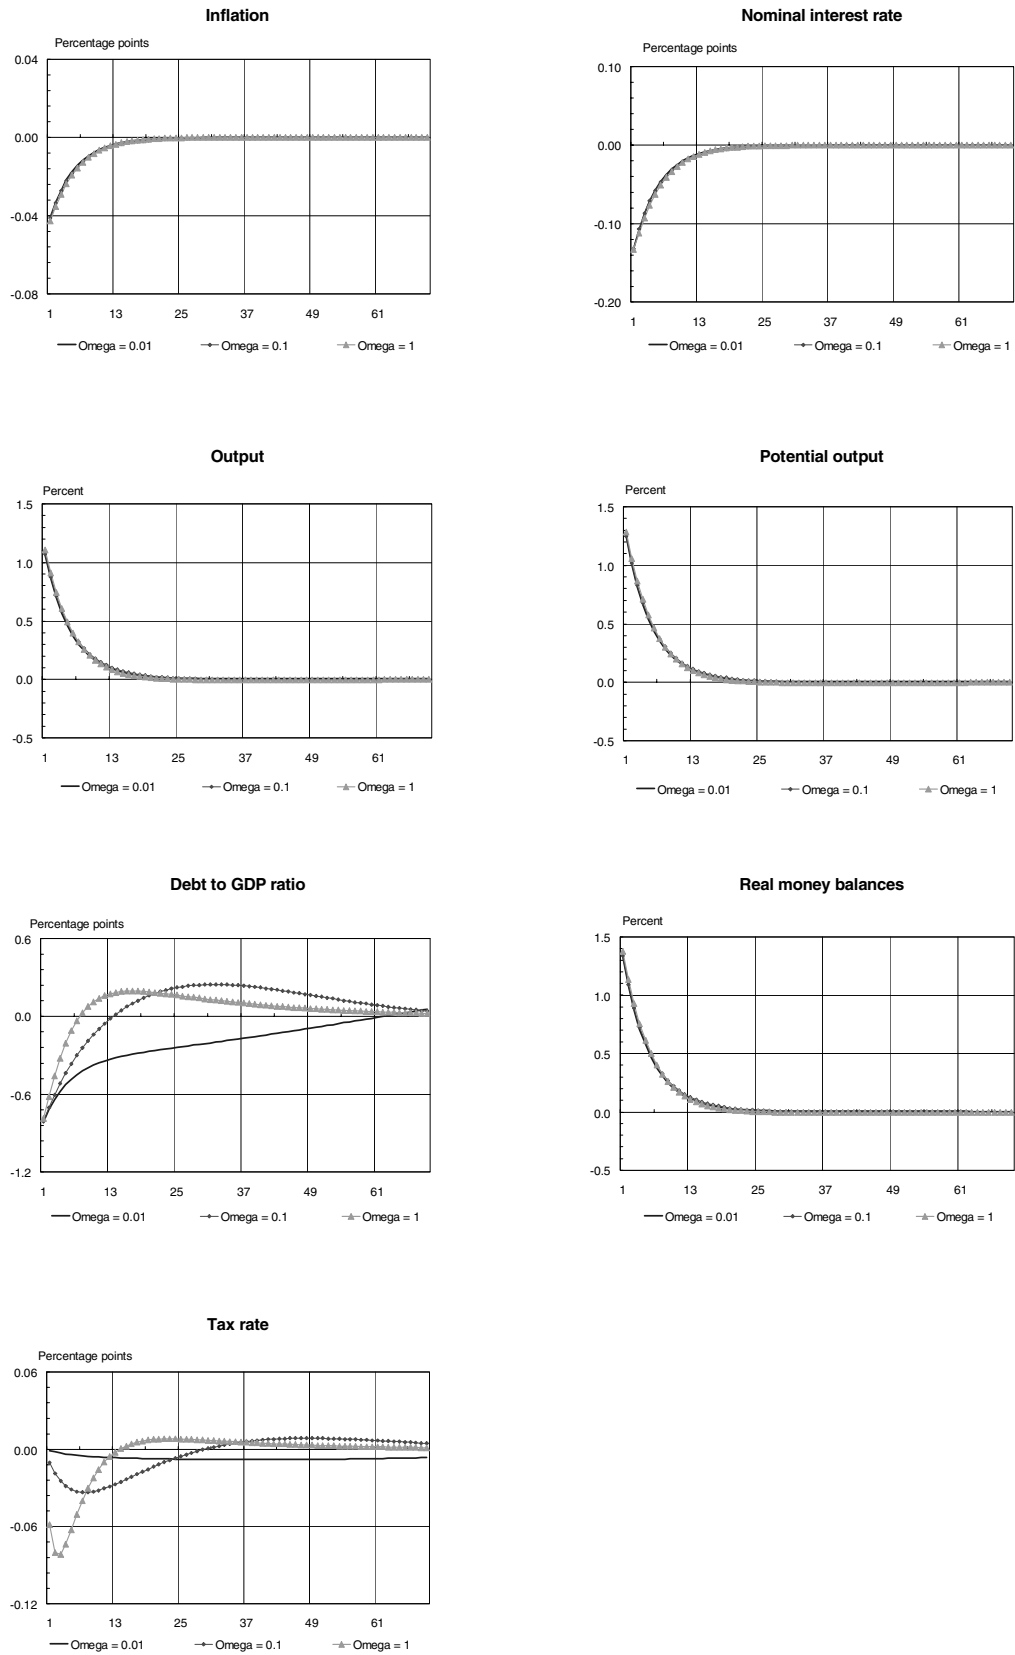 Inflation
Percentage points
0.04
0.00
-0.04
-0.08
1 13 25 37 49 61
Omega = 0.01 Omega = 0.1 Omega = 1
Nominal interest rate
Percentage points
0.10
0.00
-0.10
-0.20
1 13 25 37 49 61
Omega = 0.01 Omega = 0.1 Omega = 1
Output
Percent
1.5
1.0
0.5
0.0
-0.5
1 13 25 37 49 61
Omega = 0.01 Omega = 0.1 Omega = 1
Potential output
Percent
1.5
1.0
0.5
0.0
-0.5
1 13 25 37 49 61
Omega = 0.01 Omega = 0.1 Omega = 1
Debt to GDP ratio
Percentage points
0.6
0.0
-0.6
-1.2
1 13 25 37 49 61
Omega = 0.01 Omega = 0.1 Omega = 1
Real money balances
Percent
1.5
1.0
0.5
0.0
-0.5
1 13 25 37 49 61
Omega = 0.01 Omega = 0.1 Omega = 1
Tax rate
Percentage points
0.06
0.00
-0.06
-0.12
1 13 25 37 49 61
Omega = 0.01 Omega = 0.1 Omega = 1